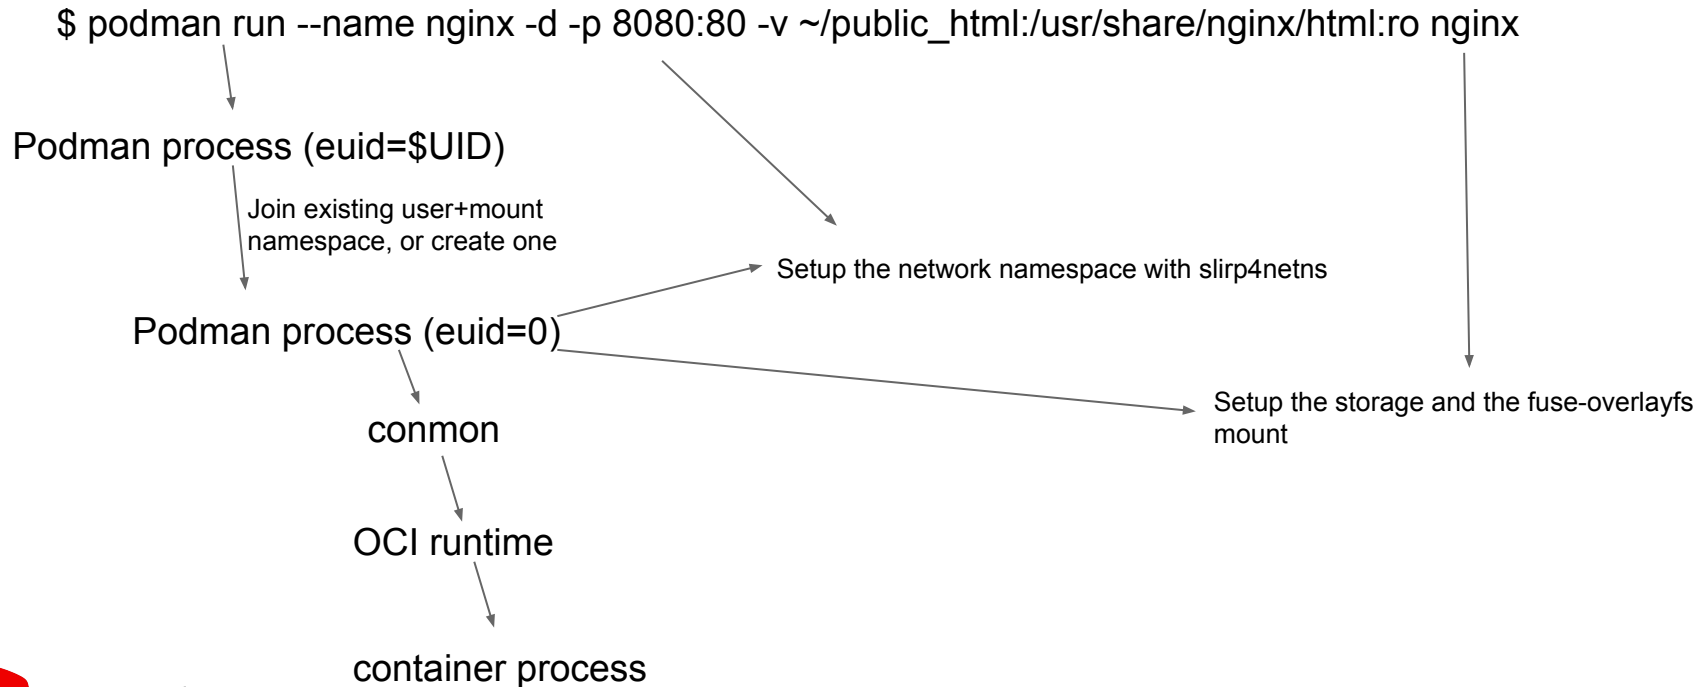 $ podman run --name nginx -d -p 8080:80 -v ~/public_html:/usr/share/nginx/html:ro nginx
Podman process (euid=$UID)
Join existing user+mount
namespace, or create one
Setup the network namespace with slirp4netns
Podman process (euid=0)
Setup the storage and the fuse-overlayfs
mount
conmon
OCI runtime
container process